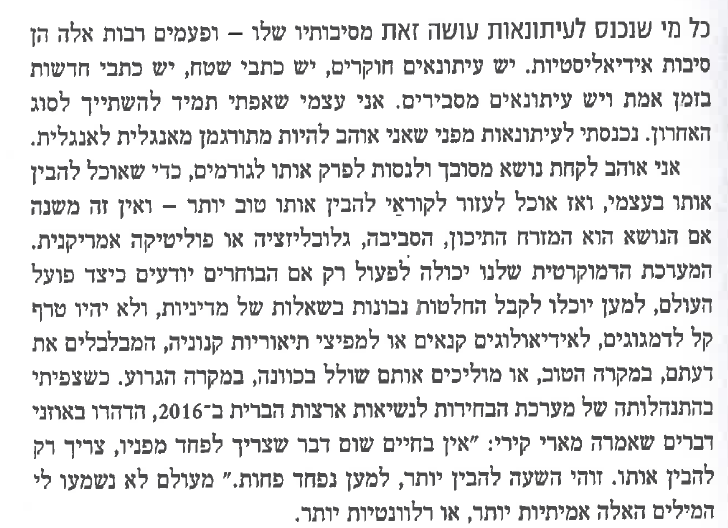 כל מי שנכנס לעיתונאות עושה זאת מסיבותיו שלו – ופעמים רבות אלה הן
סיבות אידיאליסטיות. יש עיתונאים חוקרים, יש כתבי שטח, יש כתבי חדשות
בזמן אמת ויש עיתונאים מסבירים. אני עצמי שאפתי תמיד להשתייך לסוג
האחרון. נכנסתי לעיתונאות מפני שאני אוהב להיות מתורגמן מאנגלית לאנגלית.
אני אוהב לקחת נושא מסובך ולנסות לפרק אותו לגורמים, כדי שאוכל להבין
אותו בעצמי, ואז אוכל לעזור לקוראַי להבין אותו טוב יותר – ואין זה משנה
אם הנושא הוא המזרח התיכון, הסביבה, גלובליזציה או פוליטיקה אמריקנית.
המערכת הדמוקרטית שלנו יכולה לפעול רק אם הבוחרים יודעים כיצד פועל
העולם, למען יוכלו לקבל החלטות נבונות בשאלות של מדיניות, ולא יהיו טרף
קל לדמגוגים, לאידיאולוגים קנאים או למפיצי תיאוריות קנוניה, המבלבלים את
דעתם, במקרה הטוב, או מוליכים אותם שולל בכוונה, במקרה הגרוע. כשצפיתי
בהתנהלותה של מערכת הבחירות לנשיאות ארצות הברית ב־2016, הדהדו באוזני
דברים שאמרה מארי קירי: "אין בחיים שום דבר שצריך לפחד מפניו, צריך רק
להבין אותו. זוהי השעה להבין יותר, למען נפחד פחות." מעולם לא נשמעו לי
המילים האלה אמיתיות יותר, או רלוונטיות יותר.